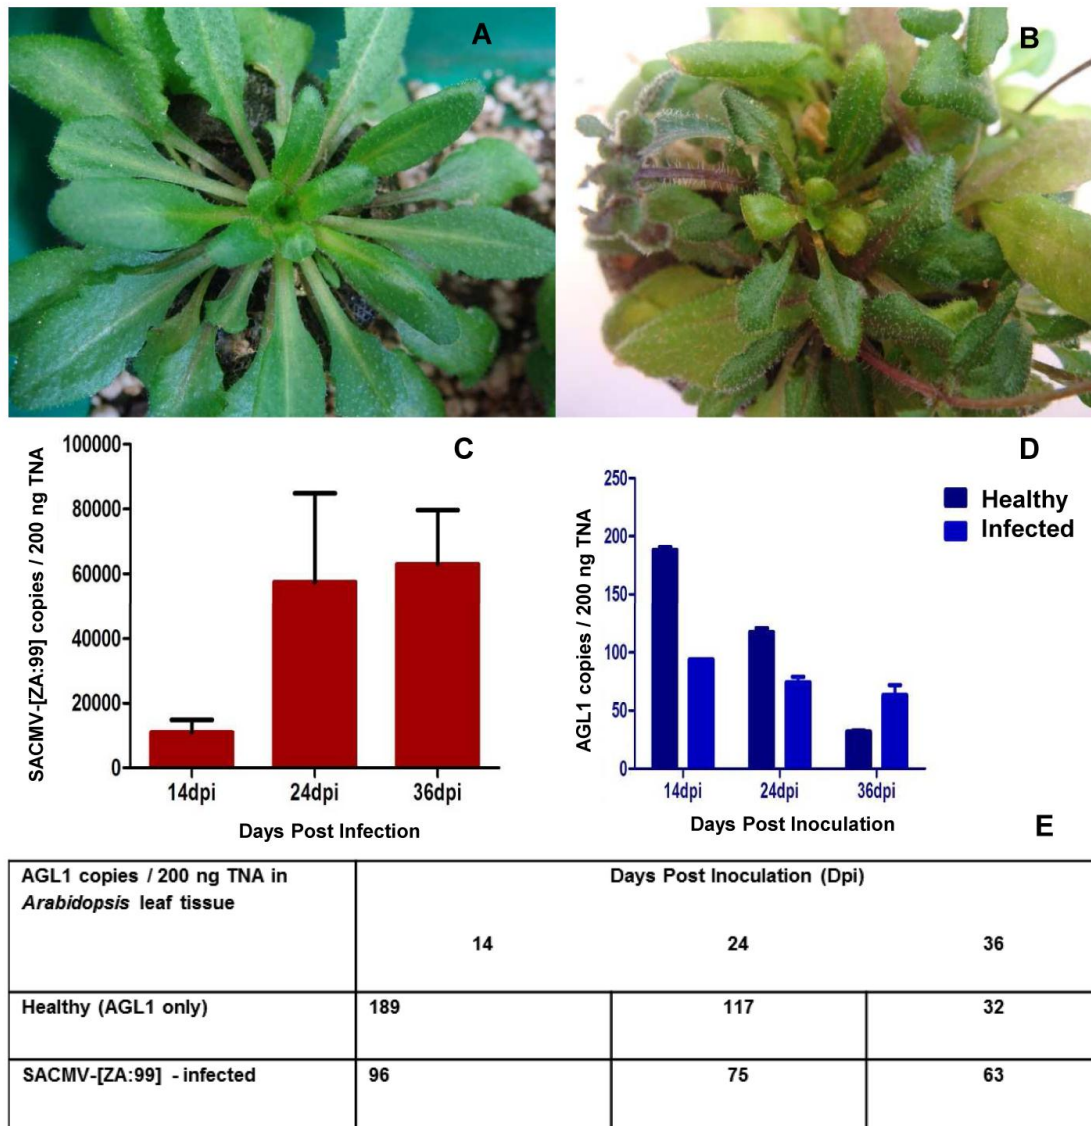 A
B
C
100000
80000
60000
40000
20000
0
SACMV-[ZA:99] copies / 200 ng TNA
14dpi 24dpi 36dpi
Days Post Infection
D
250
200
150
100
50
0
AGL1 copies / 200 ng TNA
Healthy
Infected
14dpi 24dpi 36dpi
Days Post Inoculation
E
AGL1 copies / 200 ng TNA in
Arabidopsis leaf tissue
Days Post Inoculation (Dpi)
14 24 36
Healthy (AGL1 only) 189 117 32
SACMV-[ZA:99] - infected 96 75 63